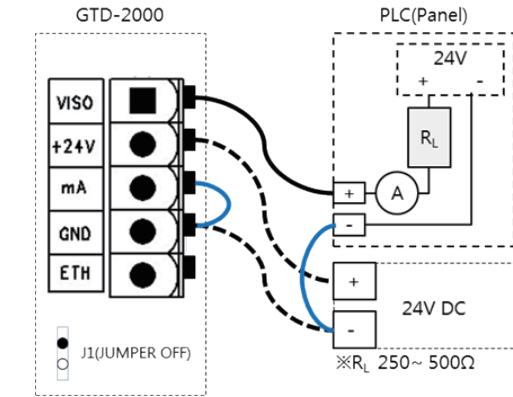 GTD-2000
PLC(Panel)
24V
+ -
VISO
+24V
mA
GND
ETH
RL
+
A
-
+
24V DC
-
J1(JUMPER OFF)
※RL 250~ 500Ω